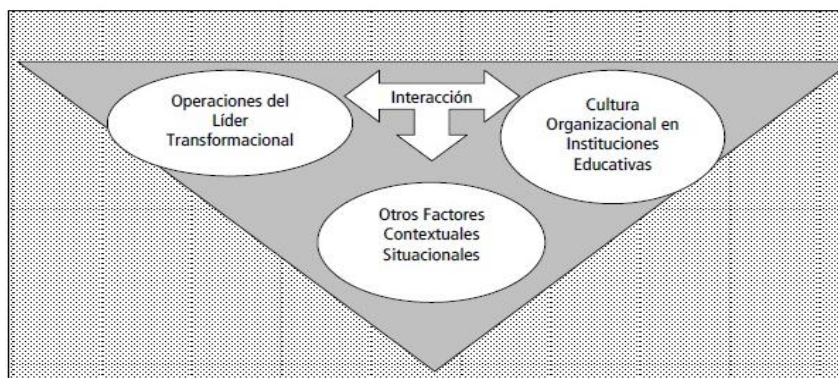 Operaciones del
Líder
Transformacional
Interacción
Cultura
Organizacional en
Instituciones
Educativas
Otros Factores
Contextuales
Situacionales